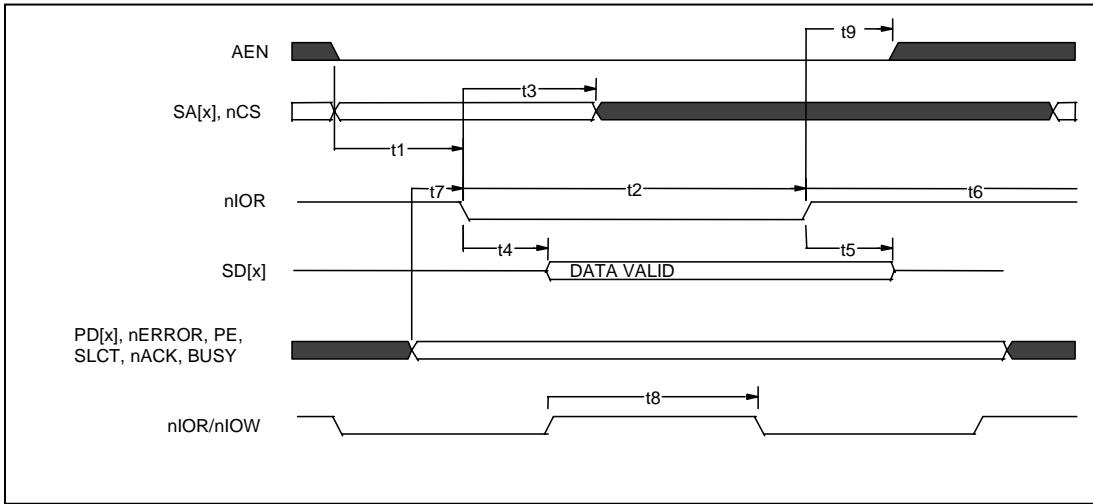 AEN
t9
t3
SA[x], nCS
t1
t7
t2
t6
nIOR
t4
t5
SD[x]
DATA VALID
PD[x], nERROR, PE,
SLCT, nACK, BUSY
t8
nIOR/nIOW